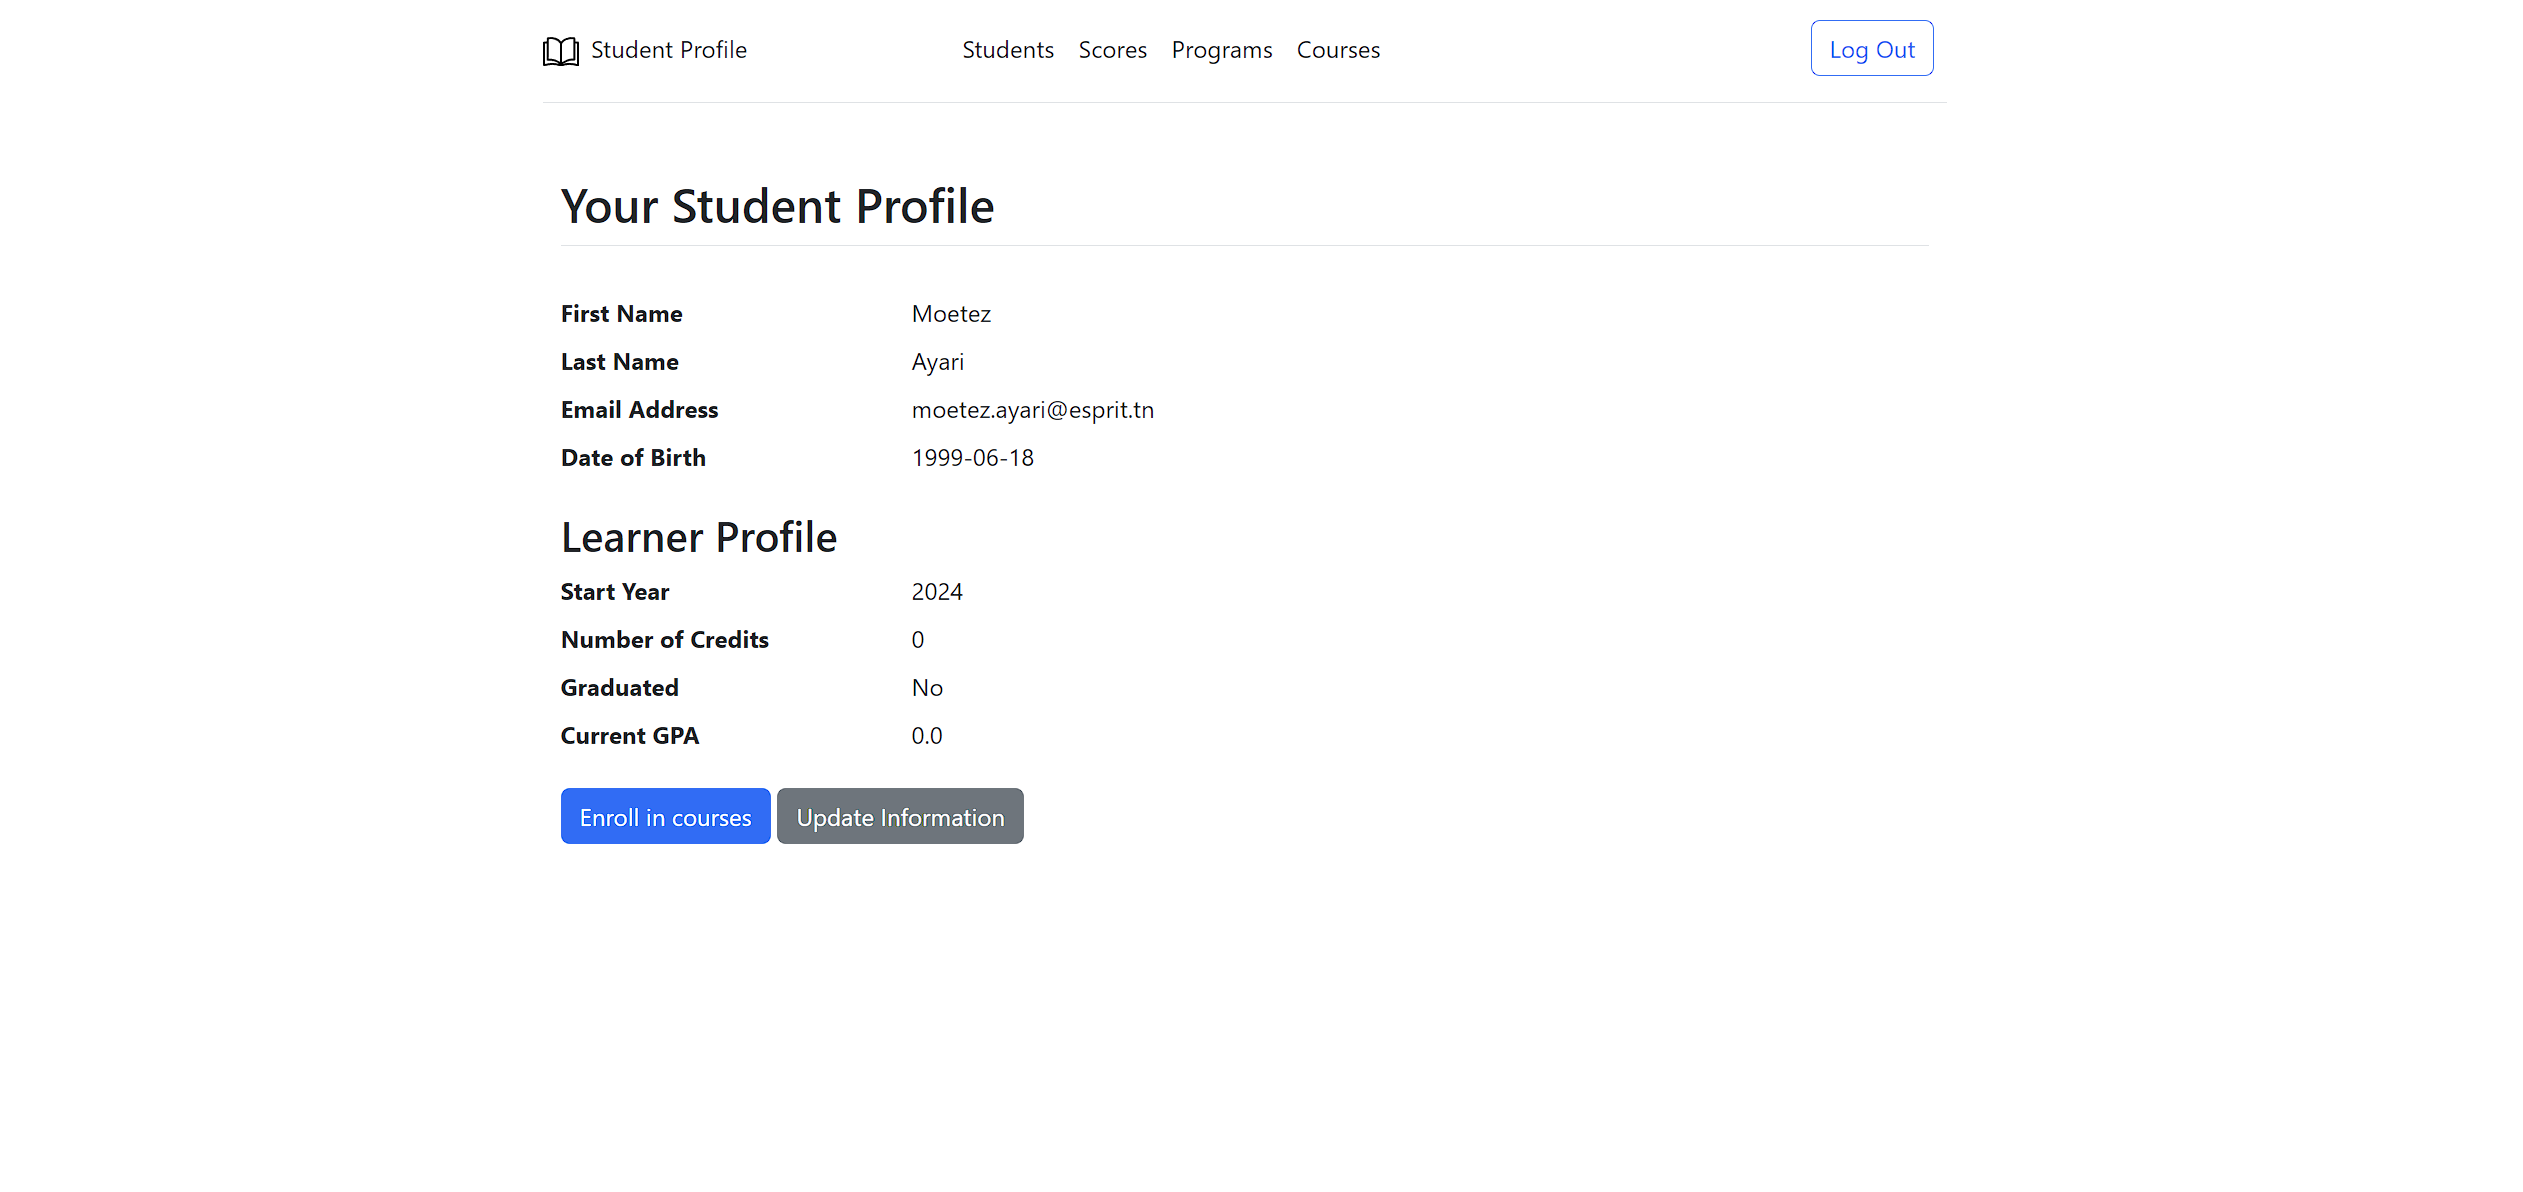 Student Profile Students Scores Programs Courses Log Out
Your Student Profile
First Name Moetez
Last Name Ayari
Email Address moetez.ayari@esprit.tn
Date of Birth 1999-06-18
Learner Profile
Start Year 2024
Number of Credits 0
Graduated No
Current GPA 0.0
Enroll in courses Update Information